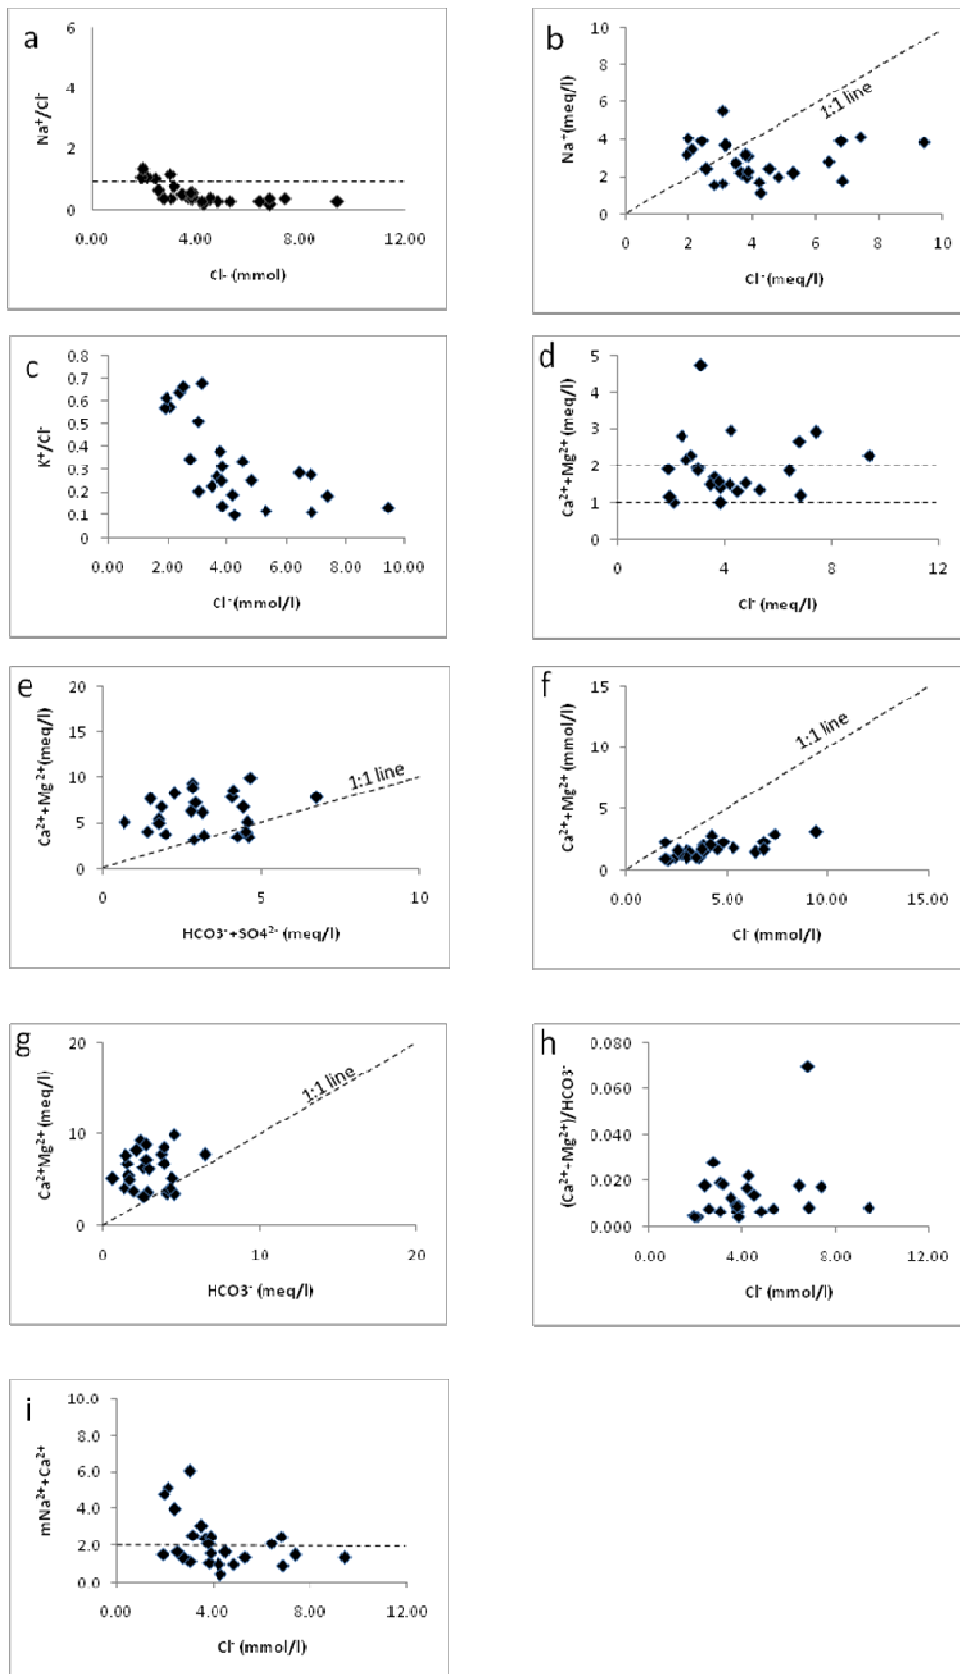 a
6
4
2
0
Na⁺/Cl⁻
0.00 4.00 8.00 12.00
Cl- (mmol)
b
10
8
6
4
2
0
Na⁺(meq/l)
1:1 line
0 2 4 6 8 10
Cl⁻(meq/l)
c
0.8
0.7
0.6
0.5
0.4
0.3
0.2
0.1
0
K⁺/Cl⁻
0.00 2.00 4.00 6.00 8.00 10.00
Cl⁻(mmol/l)
d
5
4
3
2
1
0
Ca²⁺+Mg²⁺ (meq/l)
0 4 8 12
Cl⁻ (meq/l)
e
20
15
10
5
0
Ca²⁺+Mg²⁺(meq/l)
1:1 line
0 5 10
HCO3⁻+SO4²⁻ (meq/l)
f
15
10
5
0
Ca²⁺+Mg²⁺ (mmol/l)
1:1 line
0.00 5.00 10.00 15.00
Cl⁻ (mmol/l)
g
20
10
0
Ca²⁺Mg²⁺ (meq/l)
1:1 line
0 10 20
HCO3⁻ (meq/l)
h
0.080
0.060
0.040
0.020
0.000
(Ca²⁺+Mg²⁺)/HCO3⁻
0.00 4.00 8.00 12.00
Cl⁻ (mmol/l)
i
10.0
8.0
6.0
4.0
2.0
0.0
mNa²⁺+Ca²⁺
0.00 4.00 8.00 12.00
Cl⁻ (mmol/l)